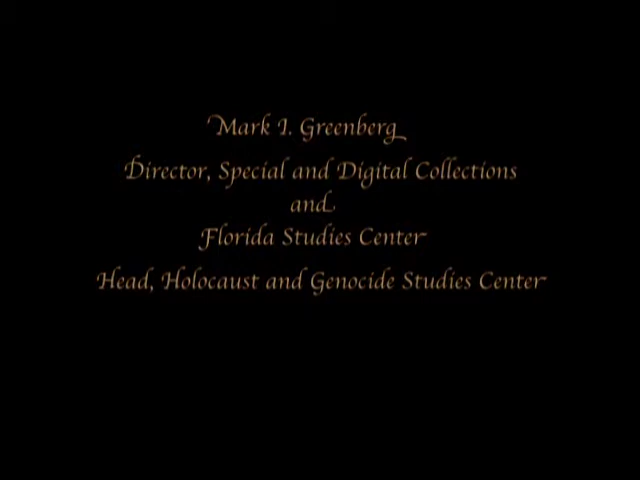 Mark I. Greenberg
Director, Special and Digital Collections
and
Florida Studies Center
Head, Holocaust and Genocide Studies Center